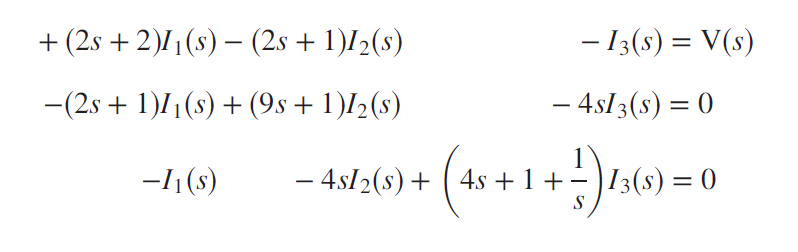 + (2s + 2)I₁(s) − (2s + 1)I₂(s) − I₃(s) = V(s)
−(2s + 1)I₁(s) + (9s + 1)I₂(s) − 4sI₃(s) = 0
−I₁(s) − 4sI₂(s) + (4s + 1 + 1/s)I₃(s) = 0